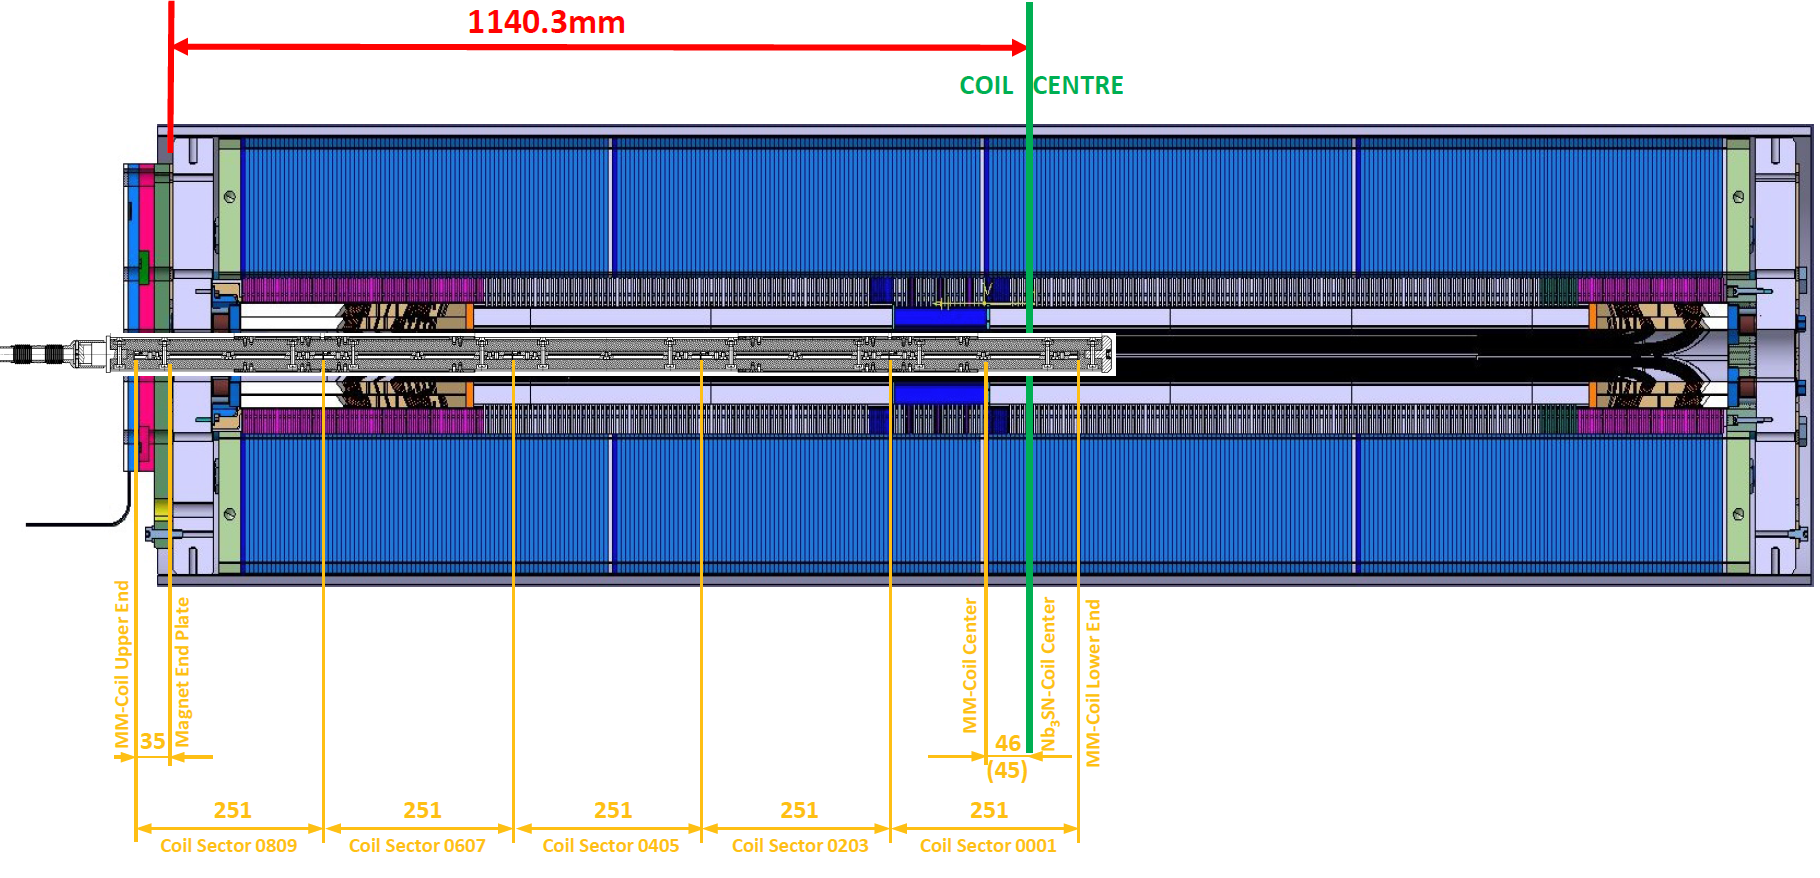 1140.3mm
COIL CENTRE
MM-Coil Upper End
Magnet End Plate
MM-Coil Center
Nb3SN-Coil Center
MM-Coil Lower End
35
46
(45)
251
251
251
251
251
Coil Sector 0809
Coil Sector 0607
Coil Sector 0405
Coil Sector 0203
Coil Sector 0001